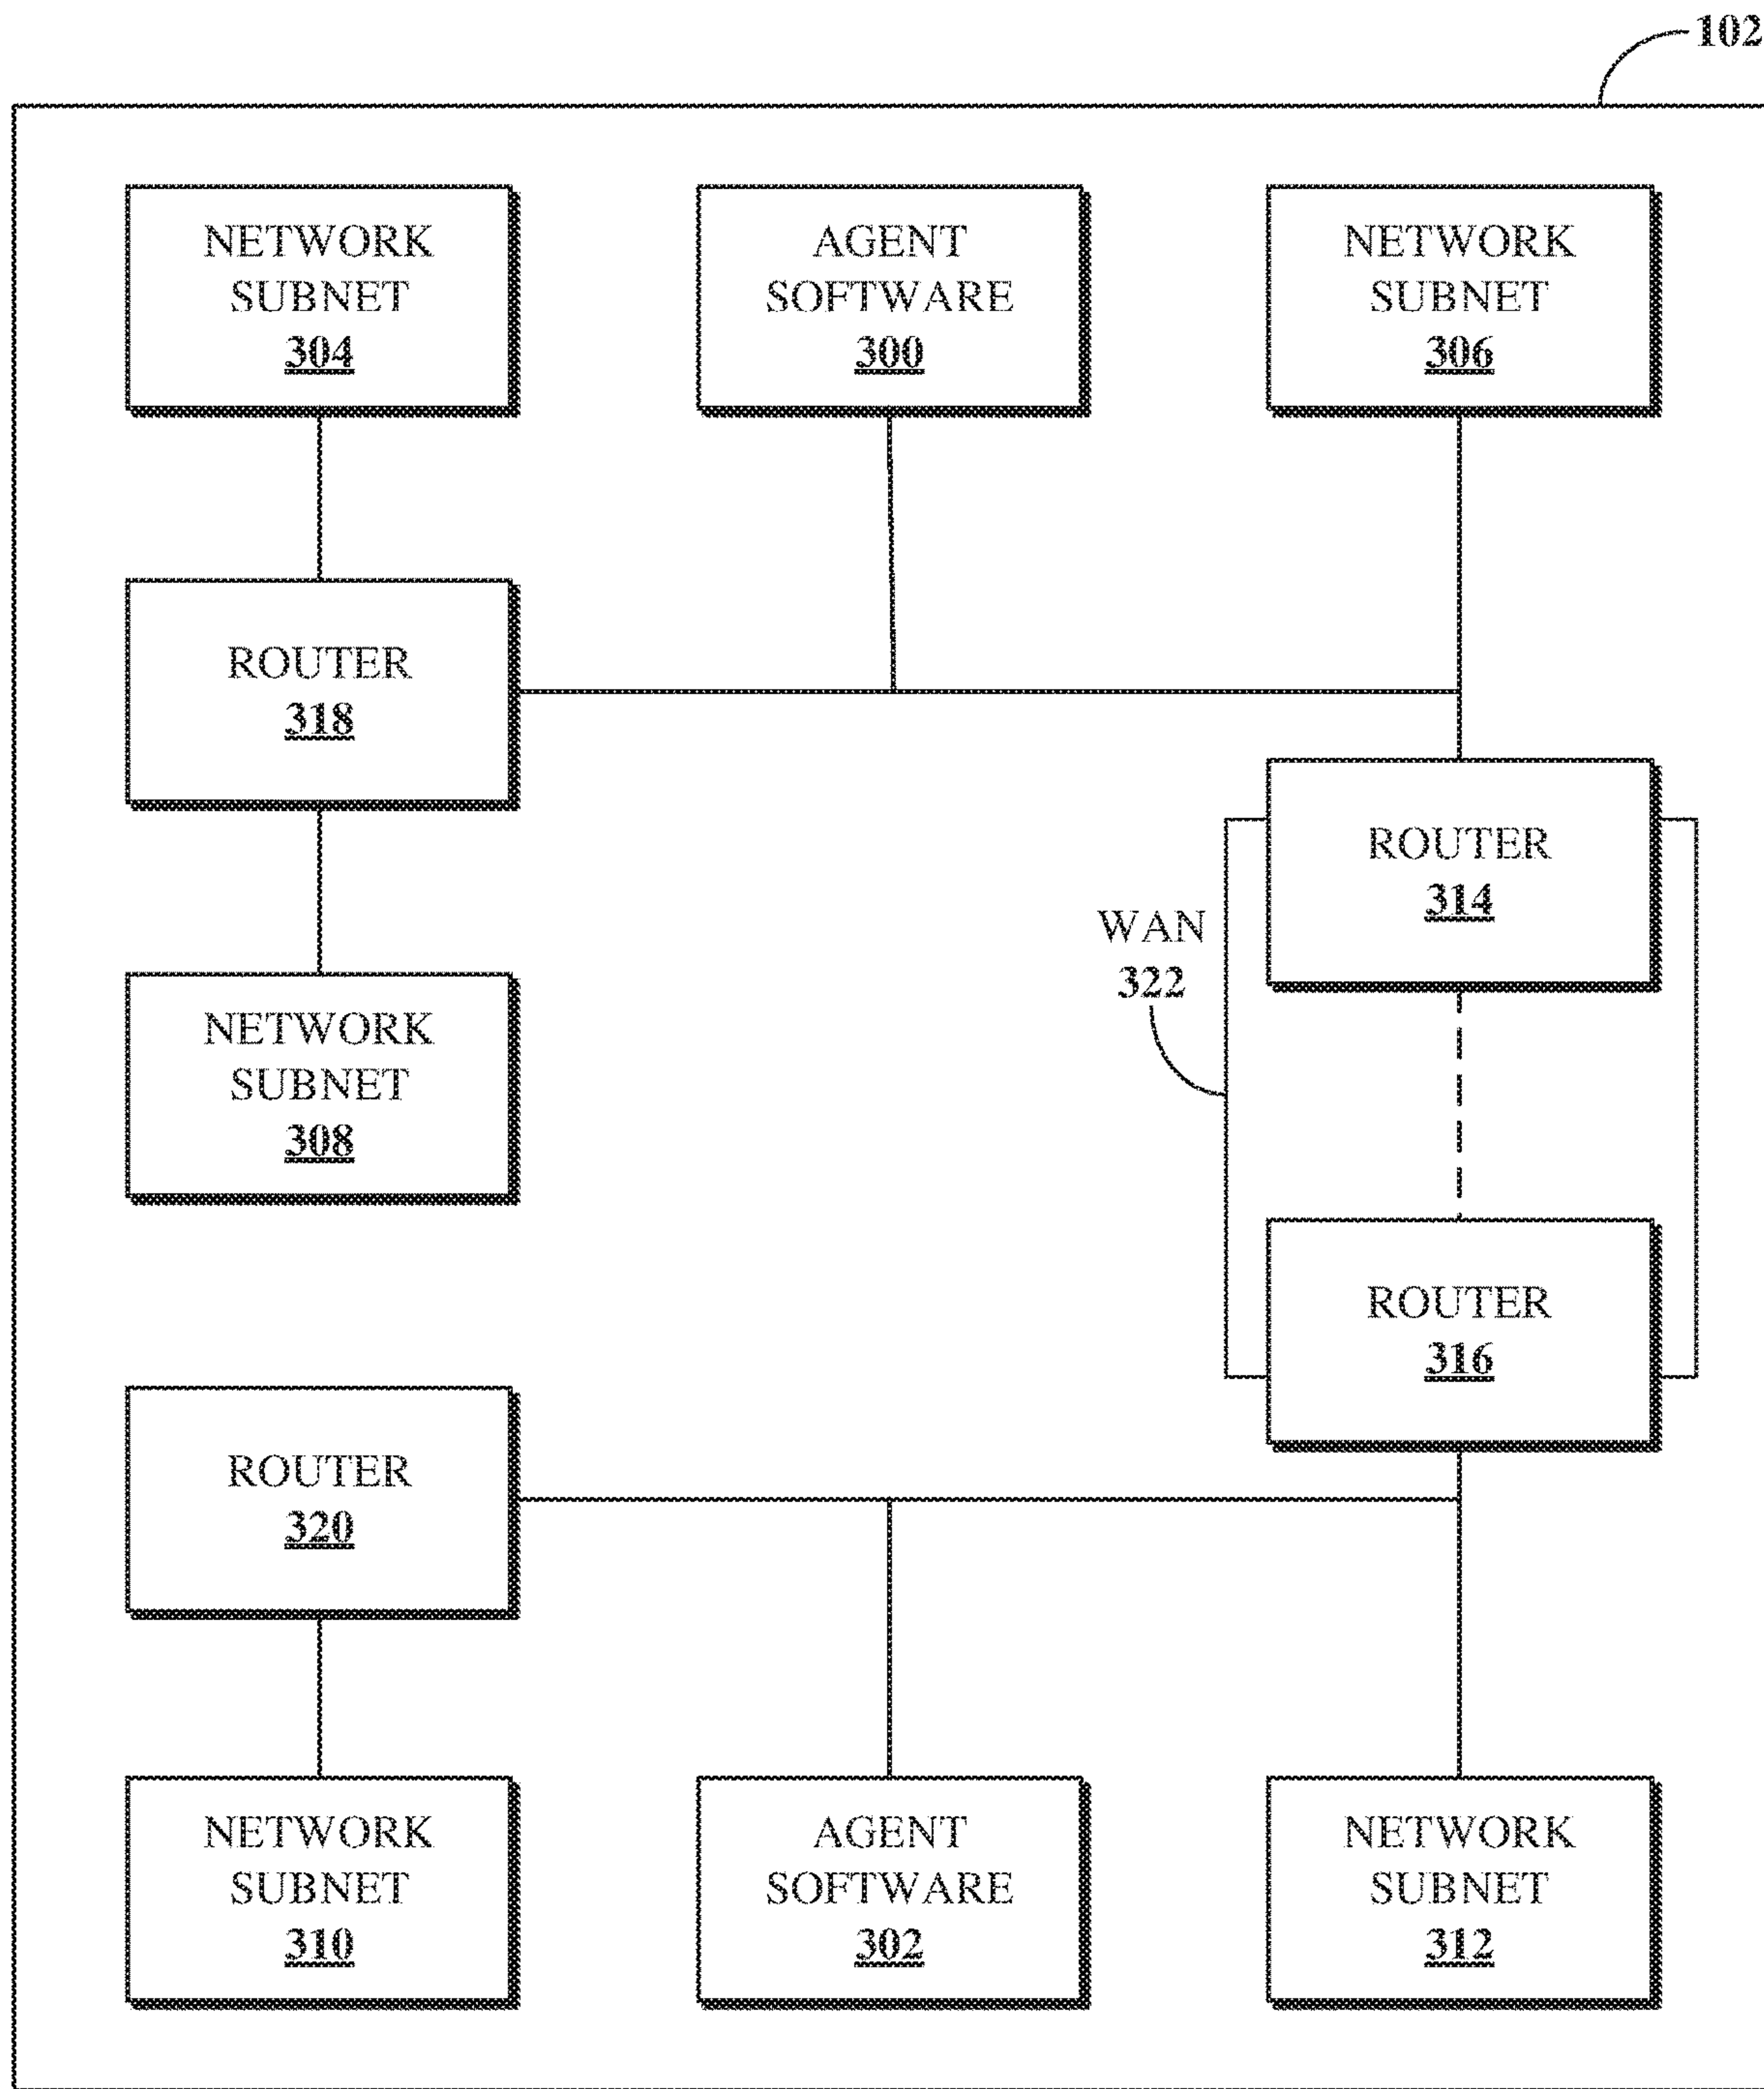 102
NETWORK
SUBNET
304
AGENT
SOFTWARE
300
NETWORK
SUBNET
306
ROUTER
318
ROUTER
314
WAN
322
NETWORK
SUBNET
308
ROUTER
316
ROUTER
320
NETWORK
SUBNET
310
AGENT
SOFTWARE
302
NETWORK
SUBNET
312